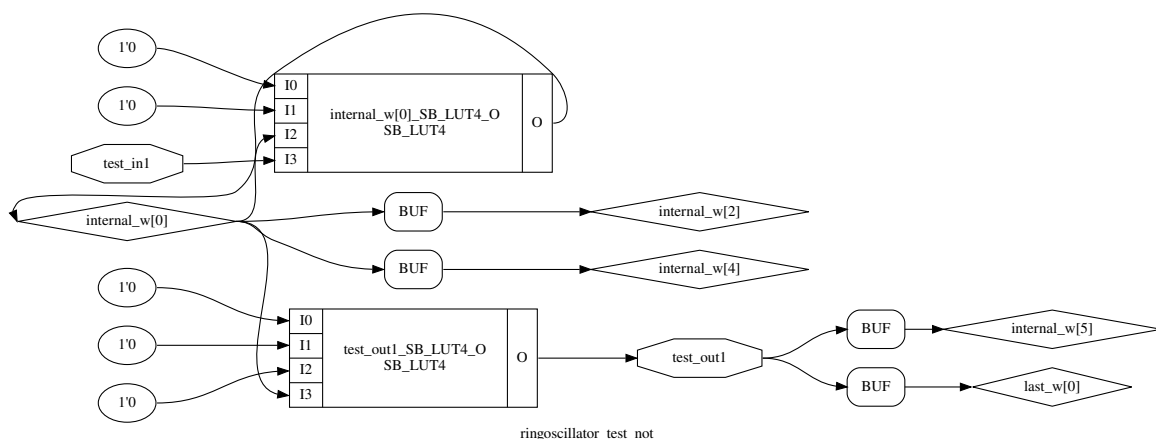 1'0
I0
1'0
I1
internal_w[0]_SB_LUT4_O
SB_LUT4
O
I2
test_in1
I3
internal_w[0]
BUF
internal_w[2]
BUF
internal_w[4]
1'0
I0
1'0
I1
test_out1_SB_LUT4_O
SB_LUT4
O
I2
1'0
I3
test_out1
BUF
internal_w[5]
BUF
last_w[0]
ringoscillator_test_not